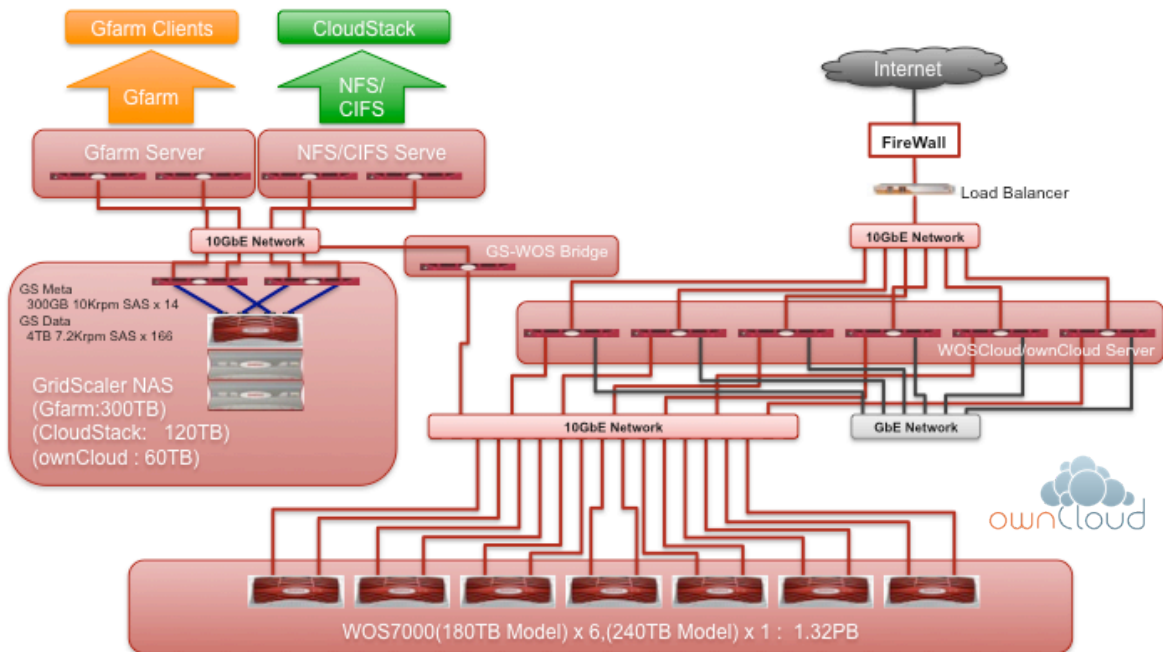 Gfarm Clients
CloudStack
Gfarm
NFS/
CIFS
Internet
FireWall
Gfarm Server
NFS/CIFS Serve
Load Balancer
10GbE Network
10GbE Network
GS-WOS Bridge
GS Meta
300GB 10Krpm SAS x 14
GS Data
4TB 7.2Krpm SAS x 166
WOSCloud/ownCloud Server
GridScaler NAS
(Gfarm:300TB)
(CloudStack: 120TB)
(ownCloud : 60TB)
10GbE Network
GbE Network
ownCloud
WOS7000(180TB Model) x 6,(240TB Model) x 1 : 1.32PB